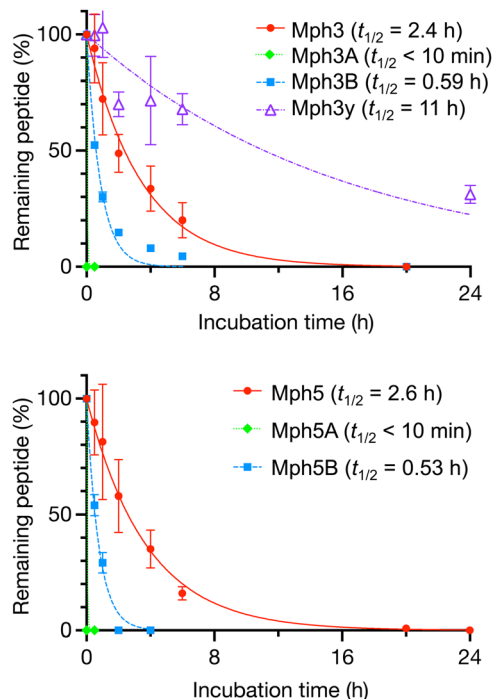 Mph3 (t1/2 = 2.4 h)
Mph3A (t1/2 < 10 min)
Mph3B (t1/2 = 0.59 h)
Mph3y (t1/2 = 11 h)
Remaining peptide (%)
100
50
0
0 8 16 24
Incubation time (h)
Mph5 (t1/2 = 2.6 h)
Mph5A (t1/2 < 10 min)
Mph5B (t1/2 = 0.53 h)
Remaining peptide (%)
100
50
0
0 8 16 24
Incubation time (h)